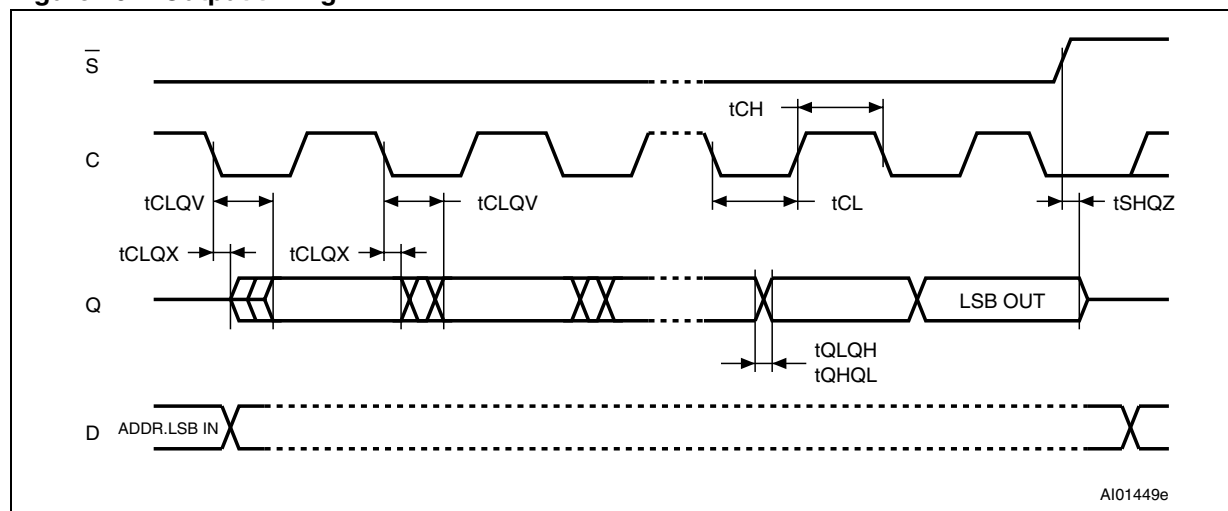 S
tCH
C
tCLQV
tCLQV
tCL
tSHQZ
tCLQX
tCLQX
Q
LSB OUT
tQLQH
tQHQL
D
ADDR.LSB IN
AI01449e